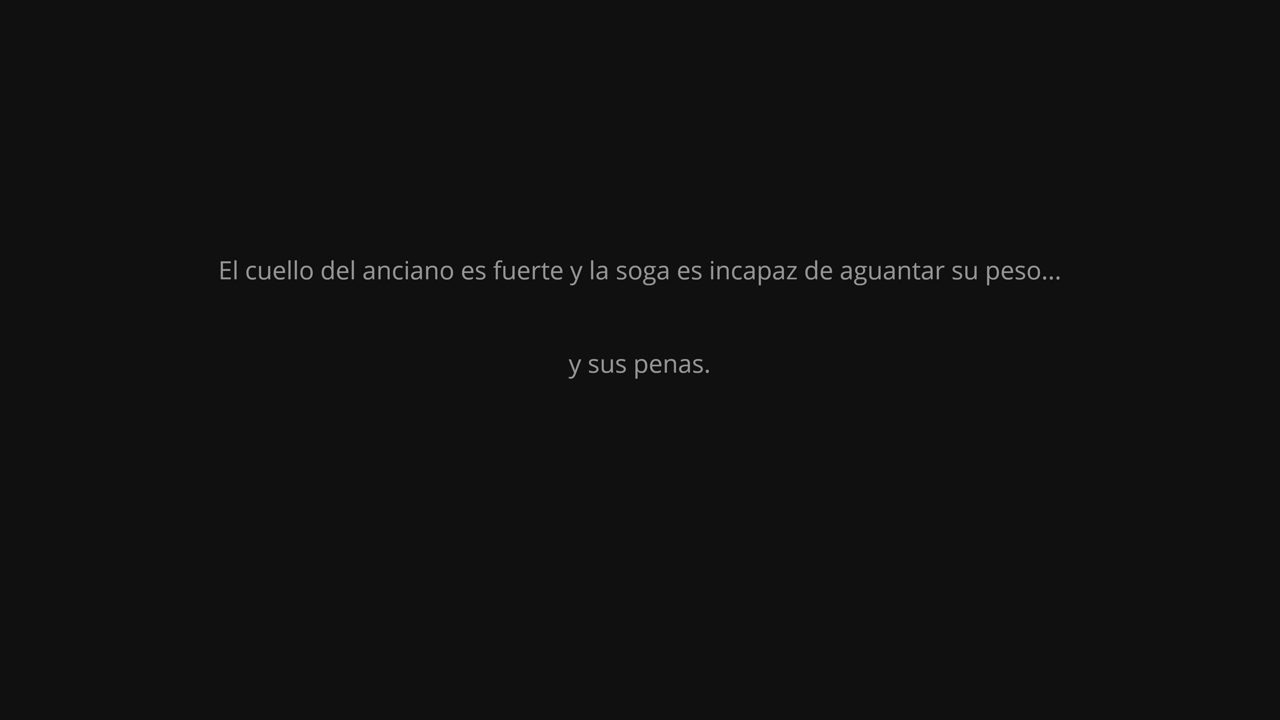 El cuello del anciano es fuerte y la soga es incapaz de aguantar su peso...
y sus penas.